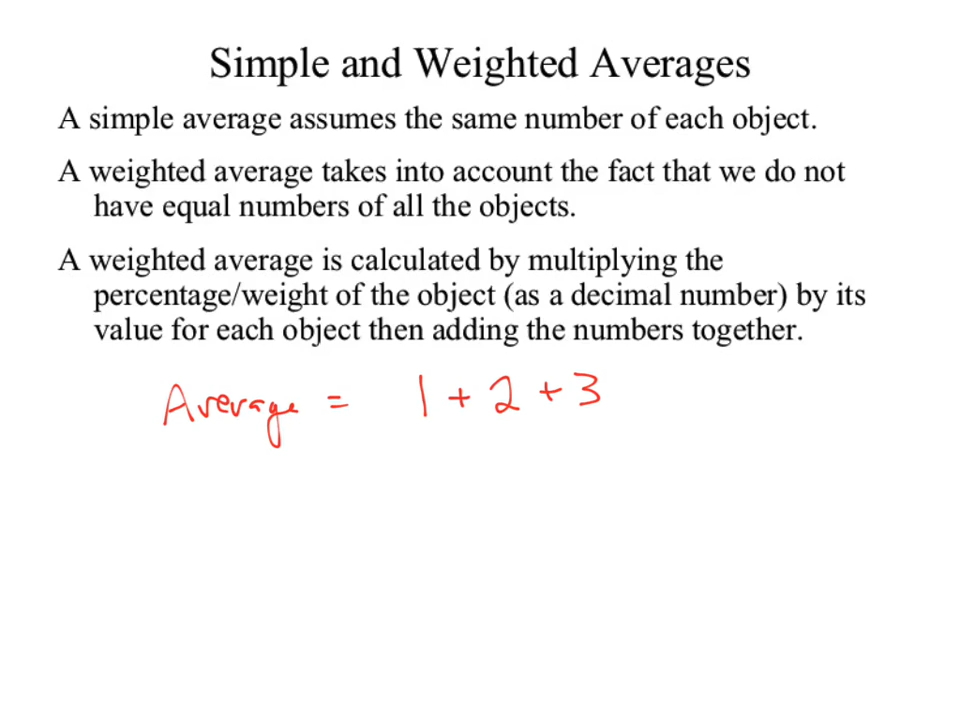 Simple and Weighted Averages
A simple average assumes the same number of each object.
A weighted average takes into account the fact that we do not
have equal numbers of all the objects.
A weighted average is calculated by multiplying the
percentage/weight of the object (as a decimal number) by its
value for each object then adding the numbers together.
Average = 1 + 2 + 3